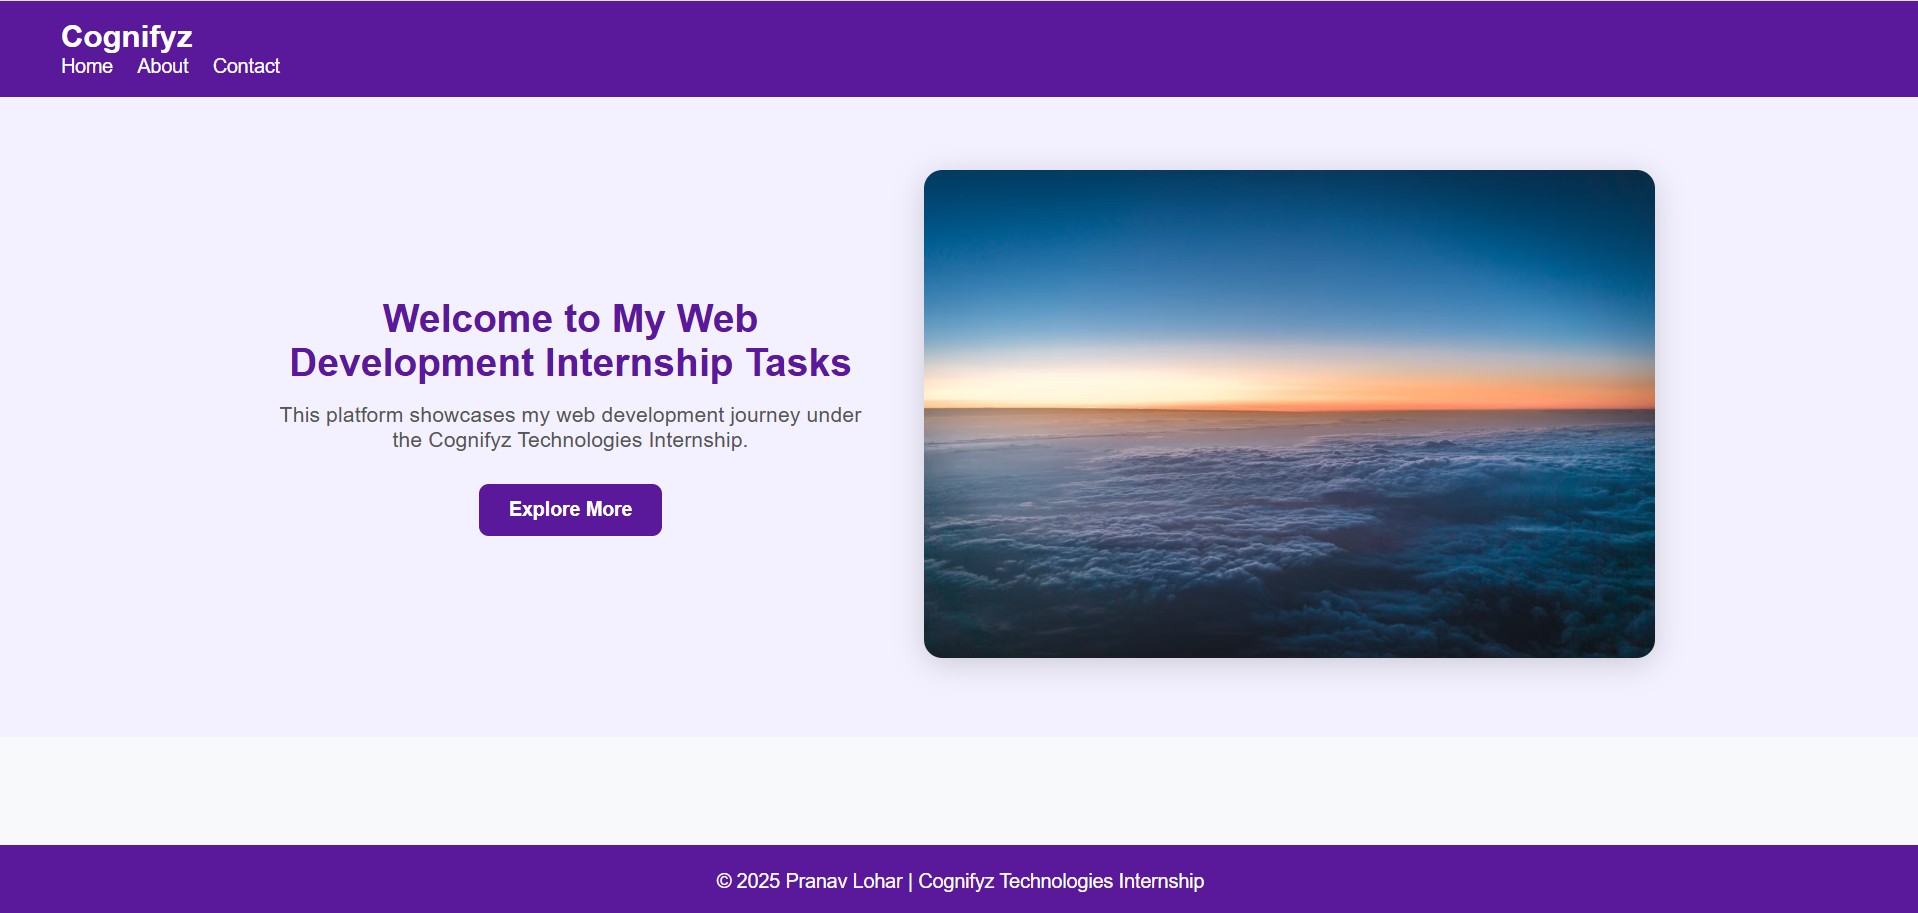 Cognifyz
Home About Contact
Welcome to My Web
Development Internship Tasks
This platform showcases my web development journey under
the Cognifyz Technologies Internship.
Explore More
© 2025 Pranav Lohar | Cognifyz Technologies Internship